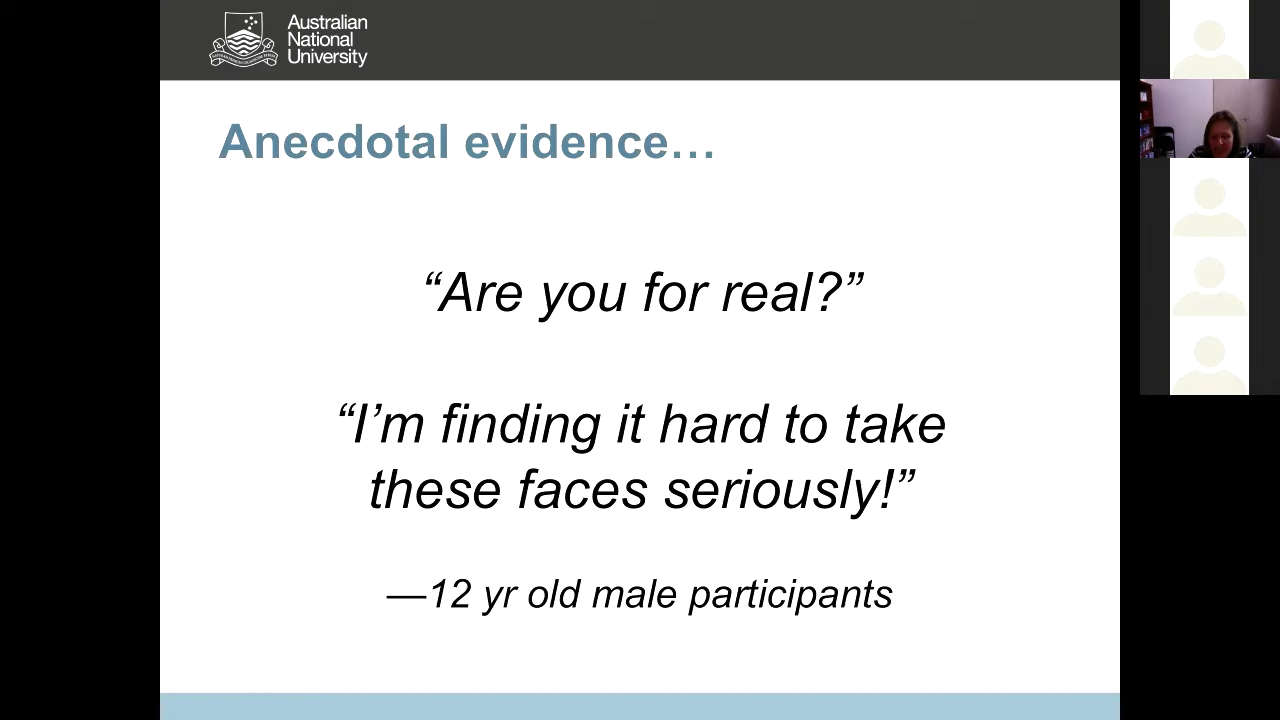 Australian
National
University
Anecdotal evidence…
“Are you for real?”
“I’m finding it hard to take
these faces seriously!”
—12 yr old male participants